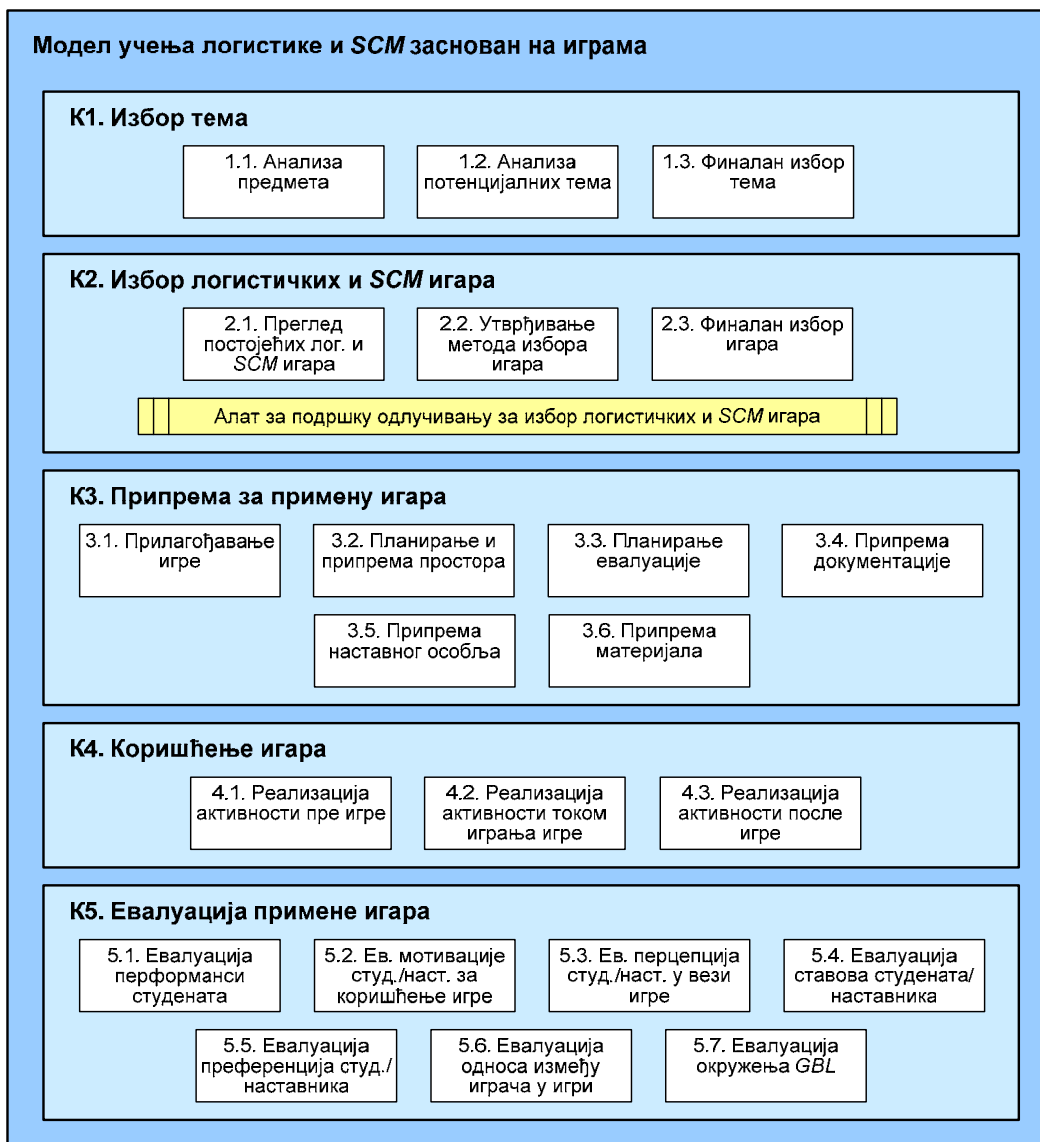 Модел учења логистике и SCM заснован на играма
К1. Избор тема
1.1. Анализа
предмета
1.2. Анализа
потенцијалних тема
1.3. Финалан избор
тема
К2. Избор логистичких и SCM игара
2.1. Преглед
постојећих лог. и
SCM игара
2.2. Утврђивање
метода избора
игара
2.3. Финалан избор
игара
Алат за подршку одлучивању за избор логистичких и SCM игара
К3. Припрема за примену игара
3.1. Прилагођавање
игре
3.2. Планирање и
припрема простора
3.3. Планирање
евалуације
3.4. Припрема
документације
3.5. Припрема
наставног особља
3.6. Припрема
материјала
К4. Коришћење игара
4.1. Реализација
активности пре игре
4.2. Реализација
активности током
играња игре
4.3. Реализација
активности после
игре
К5. Евалуација примене игара
5.1. Евалуација
перформанси
студената
5.2. Ев. мотивације
студ./наст. за
коришћење игре
5.3. Ев. перцепција
студ./наст. у вези
игре
5.4. Евалуација
ставова студената/
наставника
5.5. Евалуација
преференција студ./
наставника
5.6. Евалуација
односа између
играча у игри
5.7. Евалуација
окружења GBL